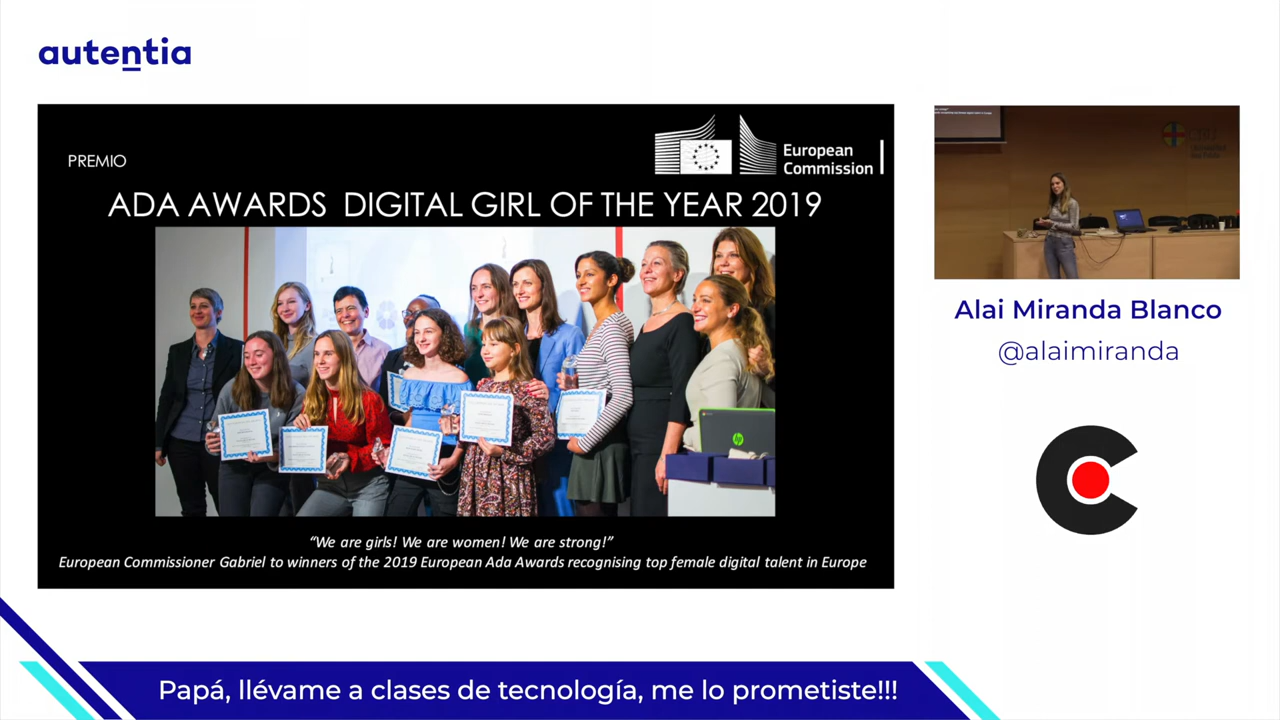 autentia
PREMIO
European
Commission
ADA AWARDS DIGITAL GIRL OF THE YEAR 2019
hp
“We are girls! We are women! We are strong!”
European Commissioner Gabriel to winners of the 2019 European Ada Awards recognising top female digital talent in Europe
Alai Miranda Blanco
@alaimiranda
Papá, llévame a clases de tecnología, me lo prometiste!!!